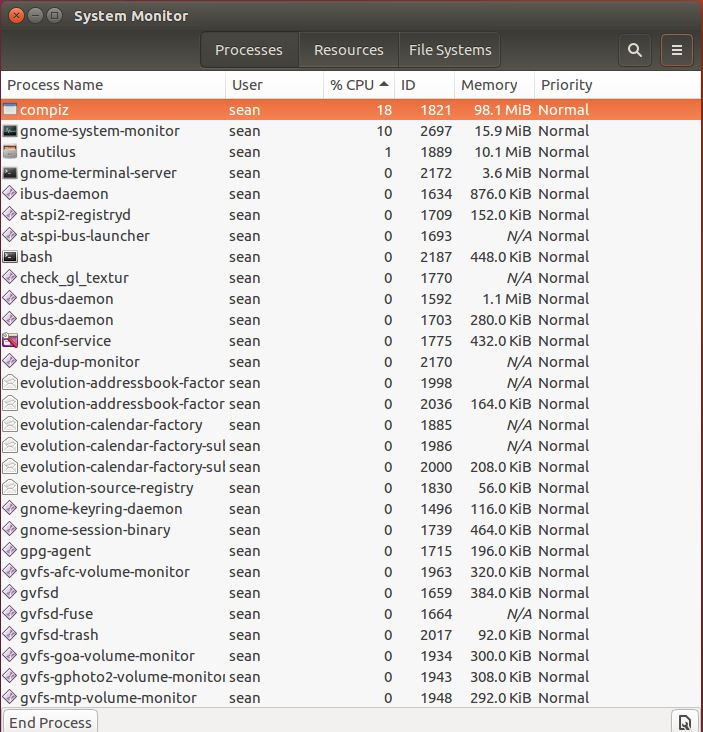 System Monitor
Processes Resources File Systems
Process Name User % CPU ID Memory Priority
compiz sean 18 1821 98.1 MiB Normal
gnome-system-monitor sean 10 2697 15.9 MiB Normal
nautilus sean 1 1889 10.1 MiB Normal
gnome-terminal-server sean 0 2172 3.6 MiB Normal
ibus-daemon sean 0 1634 876.0 KiB Normal
at-spi2-registryd sean 0 1709 152.0 KiB Normal
at-spi-bus-launcher sean 0 1693 N/A Normal
bash sean 0 2187 448.0 KiB Normal
check_gl_textur sean 0 1770 N/A Normal
dbus-daemon sean 0 1592 1.1 MiB Normal
dbus-daemon sean 0 1703 280.0 KiB Normal
dconf-service sean 0 1775 432.0 KiB Normal
deja-dup-monitor sean 0 2170 N/A Normal
evolution-addressbook-factor sean 0 1998 N/A Normal
evolution-addressbook-factor sean 0 2036 164.0 KiB Normal
evolution-calendar-factory sean 0 1885 N/A Normal
evolution-calendar-factory-sul sean 0 1986 N/A Normal
evolution-calendar-factory-sul sean 0 2000 208.0 KiB Normal
evolution-source-registry sean 0 1830 56.0 KiB Normal
gnome-keyring-daemon sean 0 1496 116.0 KiB Normal
gnome-session-binary sean 0 1739 464.0 KiB Normal
gpg-agent sean 0 1715 196.0 KiB Normal
gvfs-afc-volume-monitor sean 0 1963 320.0 KiB Normal
gvfsd sean 0 1659 384.0 KiB Normal
gvfsd-fuse sean 0 1664 N/A Normal
gvfsd-trash sean 0 2017 92.0 KiB Normal
gvfs-goa-volume-monitor sean 0 1934 300.0 KiB Normal
gvfs-gphoto2-volume-monitor sean 0 1943 308.0 KiB Normal
gvfs-mtp-volume-monitor sean 0 1948 292.0 KiB Normal
End Process